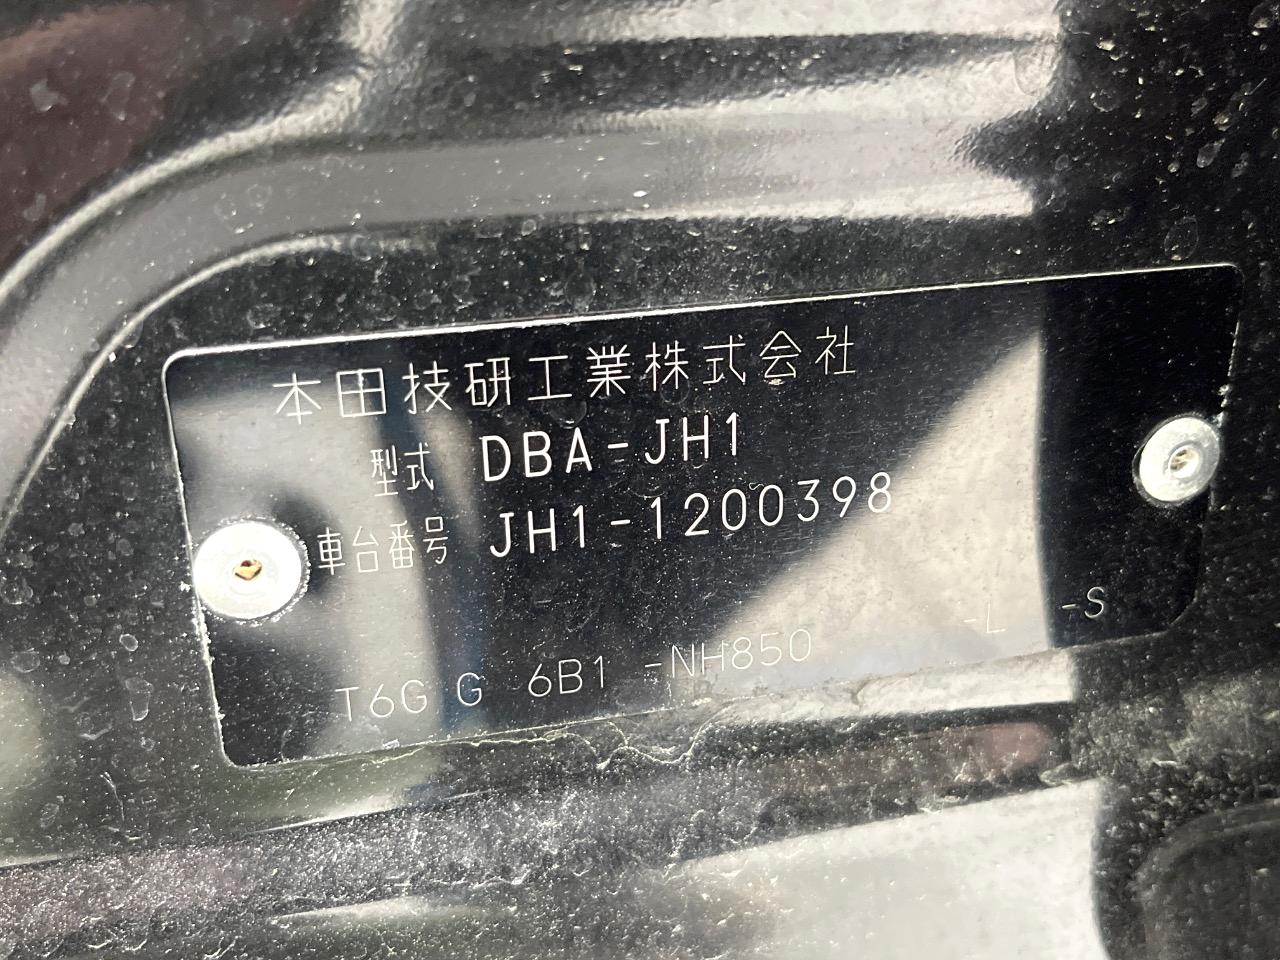 本田技研工業株式会社
型式 DBA-JH1
車台番号 JH1-1200398
T6G G 6B1 -NH850 -L -S